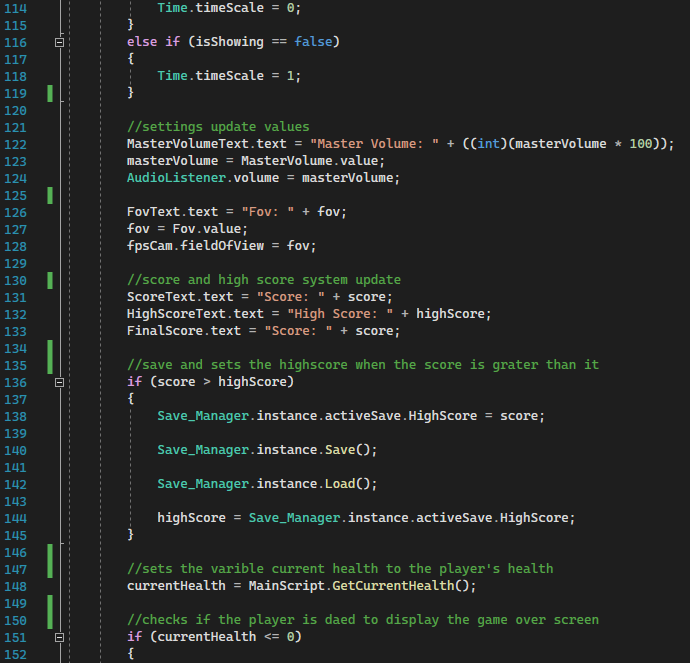 114 Time.timeScale = 0;
115 }
116 else if (isShowing == false)
117 {
118 Time.timeScale = 1;
119 }
120
121 //settings update values
122 MasterVolumeText.text = "Master Volume: " + ((int)(masterVolume * 100));
123 masterVolume = MasterVolume.value;
124 AudioListener.volume = masterVolume;
125
126 FovText.text = "Fov: " + fov;
127 fov = Fov.value;
128 fpsCam.fieldOfView = fov;
129
130 //score and high score system update
131 ScoreText.text = "Score: " + score;
132 HighScoreText.text = "High Score: " + highScore;
133 FinalScore.text = "Score: " + score;
134
135 //save and sets the highscore when the score is grater than it
136 if (score > highScore)
137 {
138 Save_Manager.instance.activeSave.HighScore = score;
139
140 Save_Manager.instance.Save();
141
142 Save_Manager.instance.Load();
143
144 highScore = Save_Manager.instance.activeSave.HighScore;
145 }
146
147 //sets the varible current health to the player's health
148 currentHealth = MainScript.GetCurrentHealth();
149
150 //checks if the player is daed to display the game over screen
151 if (currentHealth <= 0)
152 {